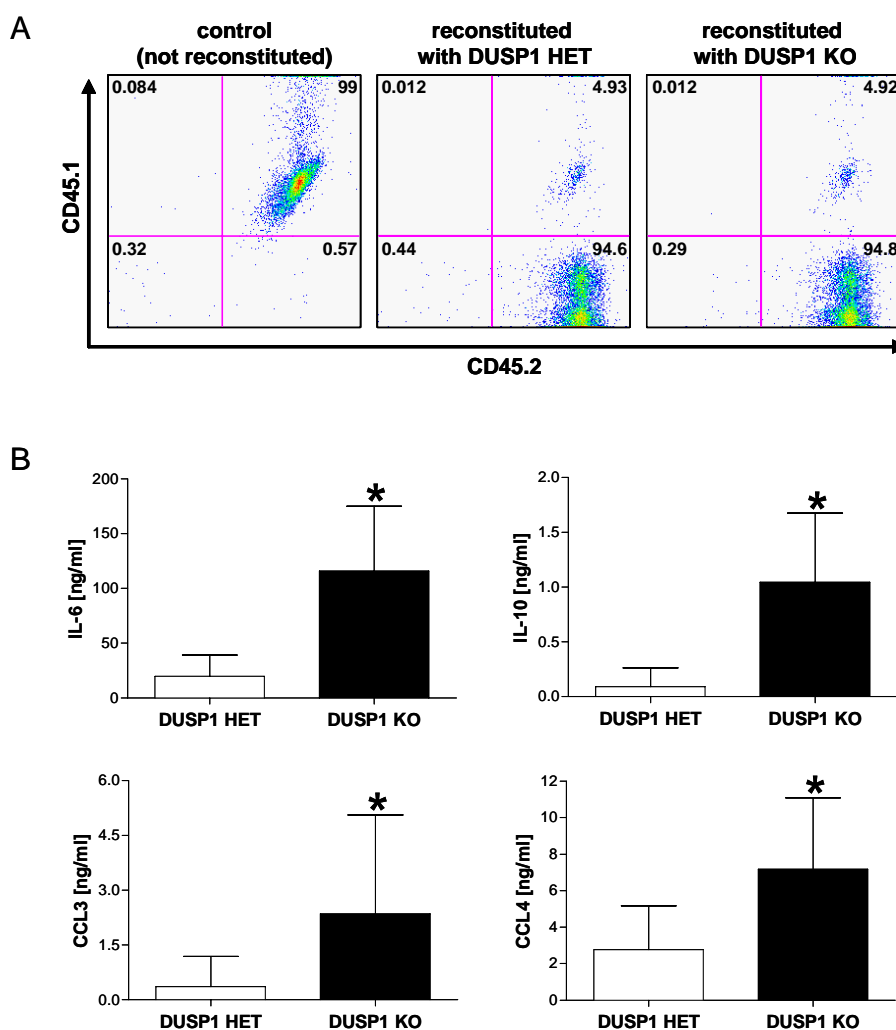 A
control
(not reconstituted)
reconstituted
with DUSP1 HET
reconstituted
with DUSP1 KO
0.084
99
0.012
4.93
0.012
4.92
CD45.1
0.32
0.57
0.44
94.6
0.29
94.8
CD45.2
B
200
150
100
50
0
IL-6 [ng/ml]
*
DUSP1 HET
DUSP1 KO
2.0
1.5
1.0
0.5
0.0
IL-10 [ng/ml]
*
DUSP1 HET
DUSP1 KO
6.0
4.5
3.0
1.5
0.0
CCL3 [ng/ml]
*
DUSP1 HET
DUSP1 KO
12
10
8
6
4
2
0
CCL4 [ng/ml]
*
DUSP1 HET
DUSP1 KO